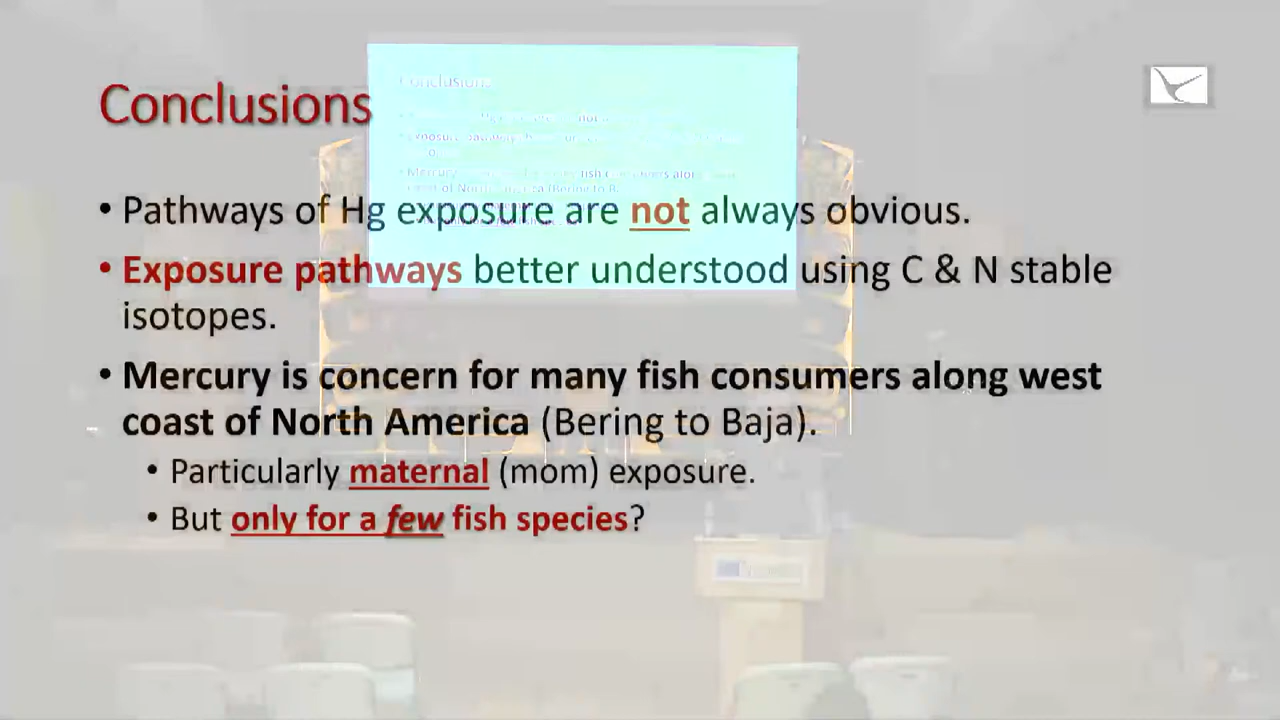 Conclusions
• Pathways of Hg exposure are not always obvious.
• Exposure pathways better understood using C & N stable
isotopes.
• Mercury is concern for many fish consumers along west
coast of North America (Bering to Baja).
• Particularly maternal (mom) exposure.
• But only for a few fish species?